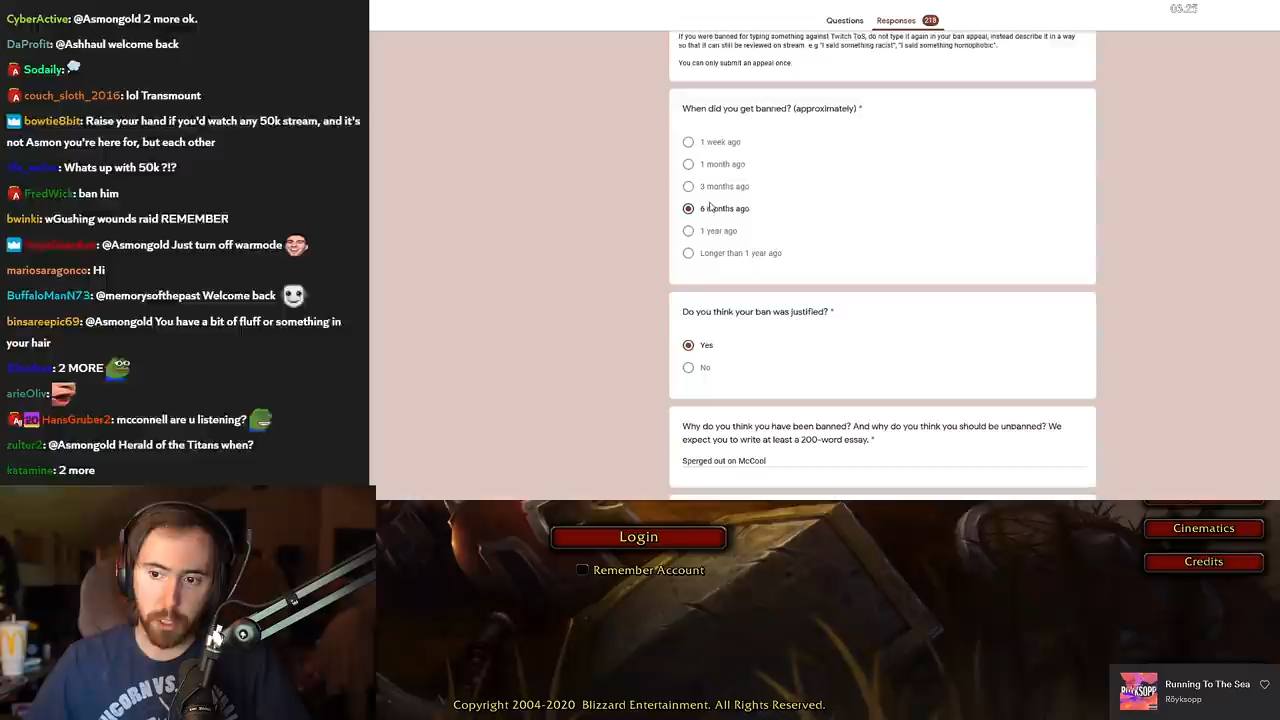 CyberActive: @Asmongold 2 more ok.
DaProfit: @Ashhaul welcome back
Sodaily:
couch_sloth_2016: lol Transmount
bowtie8bit: Raise your hand if you'd watch any 50k stream, and it's
not Asmon you're here for, but each other
: Whats up with 50k ?!?
FredWick: ban him
bwinki: wGushing wounds raid REMEMBER
: @Asmongold Just turn off warmode
mariosaragonco: Hi
BuffaloManN73: @memorysoftthepast Welcome back
binsareepic69: @Asmongold You have a bit of fluff or something in
your hair
: 2 MORE
arieOliv:
20 HansGruber2: mcconnell are u listening?
zulter2: @Asmongold Herald of the Titans when?
katamine: 2 more
Questions
Responses 218
If you were banned for typing something against Twitch ToS, do not type it again in your ban appeal, instead describe it in a way
so that it can still be reviewed on stream. e.g "I said something racist", "I said something homophobic".
You can only submit an appeal once.
When did you get banned? (approximately) *
1 week ago
1 month ago
3 months ago
6 months ago
1 year ago
Longer than 1 year ago
Do you think your ban was justified? *
Yes
No
Why do you think you have been banned? And why do you think you should be unbanned? We
expect you to write at least a 200-word essay. *
Sperged out on McCool
Login
Remember Account
Cinematics
Credits
Copyright 2004-2020 Blizzard Entertainment. All Rights Reserved.
RÖYKSOPP
Running To The Sea
Röyksopp